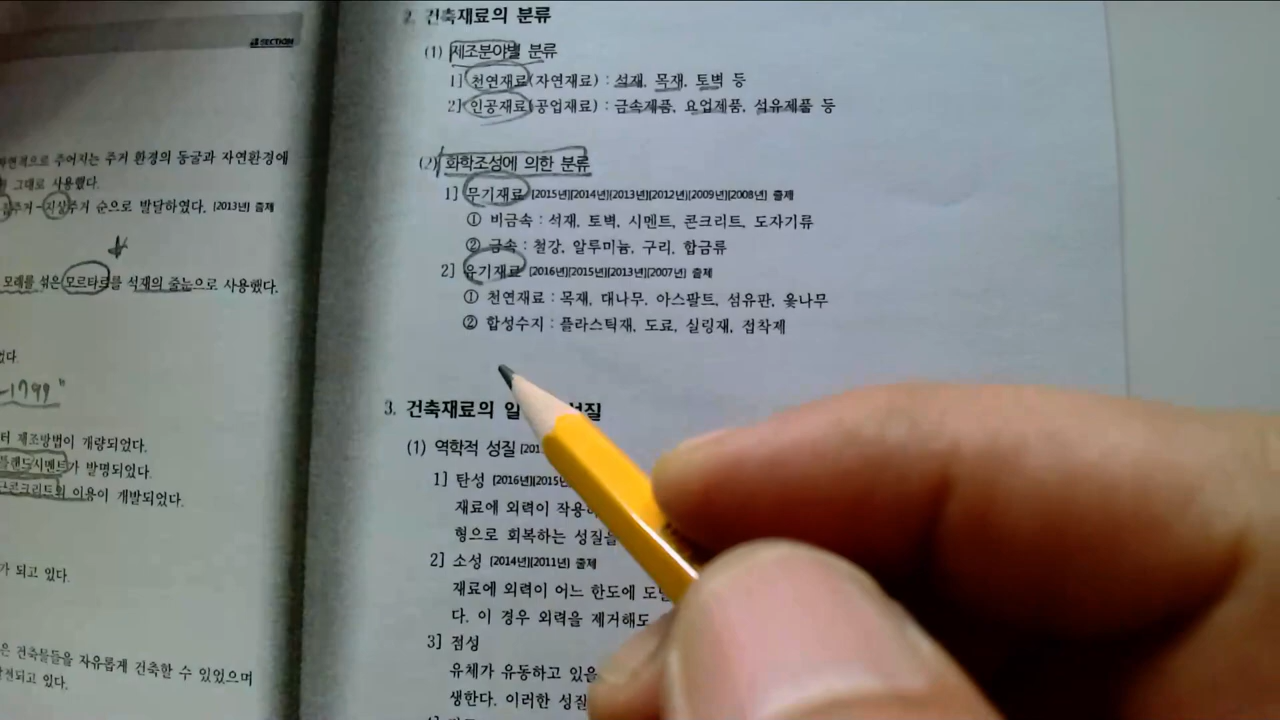 SECTION
주어지는 주거 환경의 동굴과 자연환경에
그대로 사용했다.
주거-지상주거 순으로 발달하였다. [2013년] 출제
모래를 섞은 모르타르를 석재의 줄눈으로 사용했다.
-1799"
제조방법이 개량되었다.
시멘트가 발명되었다.
이용이 개발되었다.
되고 있다.
은 건축물들을 자유롭게 건축할 수 있었으며
되고 있다.
2. 건축재료의 분류
(1) 제조분야별 분류
1] 천연재료(자연재료) : 석재, 목재, 토벽 등
2] 인공재료(공업재료) : 금속제품, 요업제품, 섬유제품 등
(2) 화학조성에 의한 분류
1] 무기재료 [2015년][2014년][2013년][2012년][2009년][2008년] 출제
① 비금속 : 석재, 토벽, 시멘트, 콘크리트, 도자기류
② 금속 : 철강, 알루미늄, 구리, 합금류
2] 유기재료 [2016년][2015년][2013년][2007년] 출제
① 천연재료 : 목재, 대나무, 아스팔트, 섬유판, 옻나무
② 합성수지 : 플라스틱재, 도료, 실링재, 접착제
3. 건축재료의 일 성질
(1) 역학적 성질 [201
1] 탄성 [2016년][2015년
재료에 외력이 작용하
형으로 회복하는 성질을
2] 소성 [2014년][2011년] 출제
재료에 외력이 어느 한도에
다. 이 경우 외력을 제거해도
3] 점성
유체가 유동하고 있을
생한다. 이러한 성질